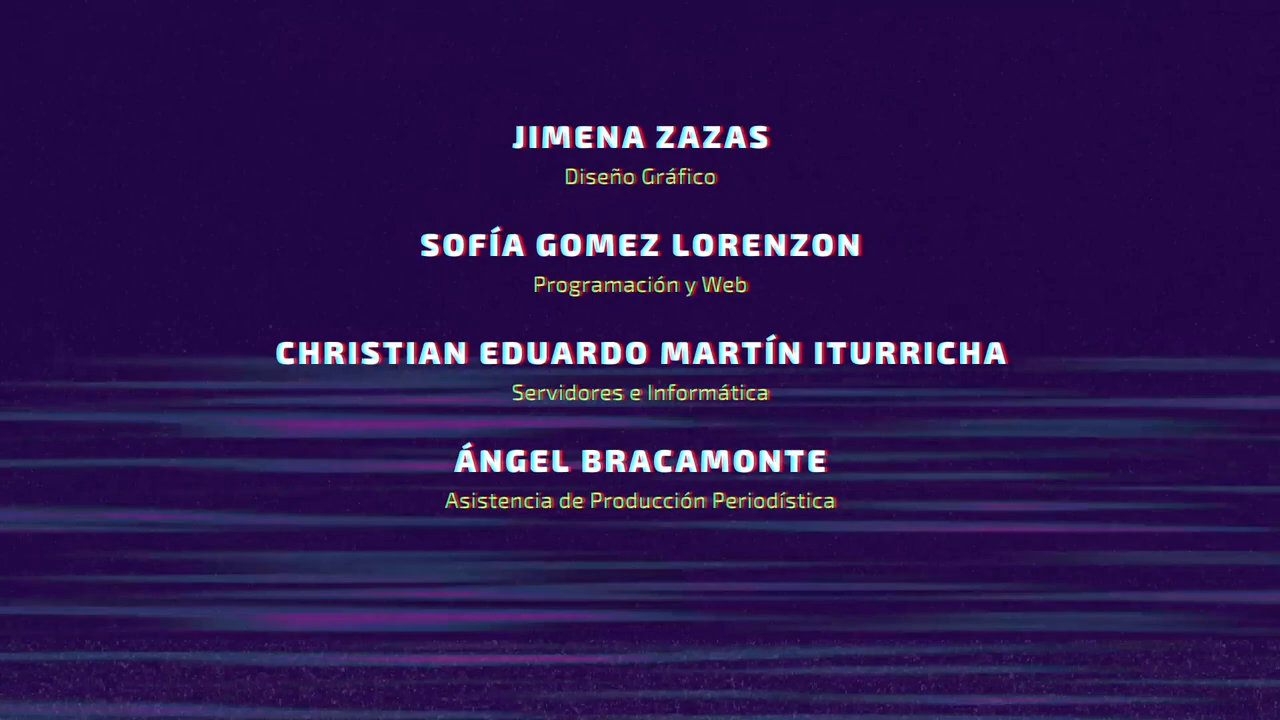 JIMENA ZAZAS
Diseño Gráfico
SOFÍA GOMEZ LORENZON
Programación y Web
CHRISTIAN EDUARDO MARTÍN ITURRICHA
Servidores e Informática
ÁNGEL BRACAMONTE
Asistencia de Producción Periodística